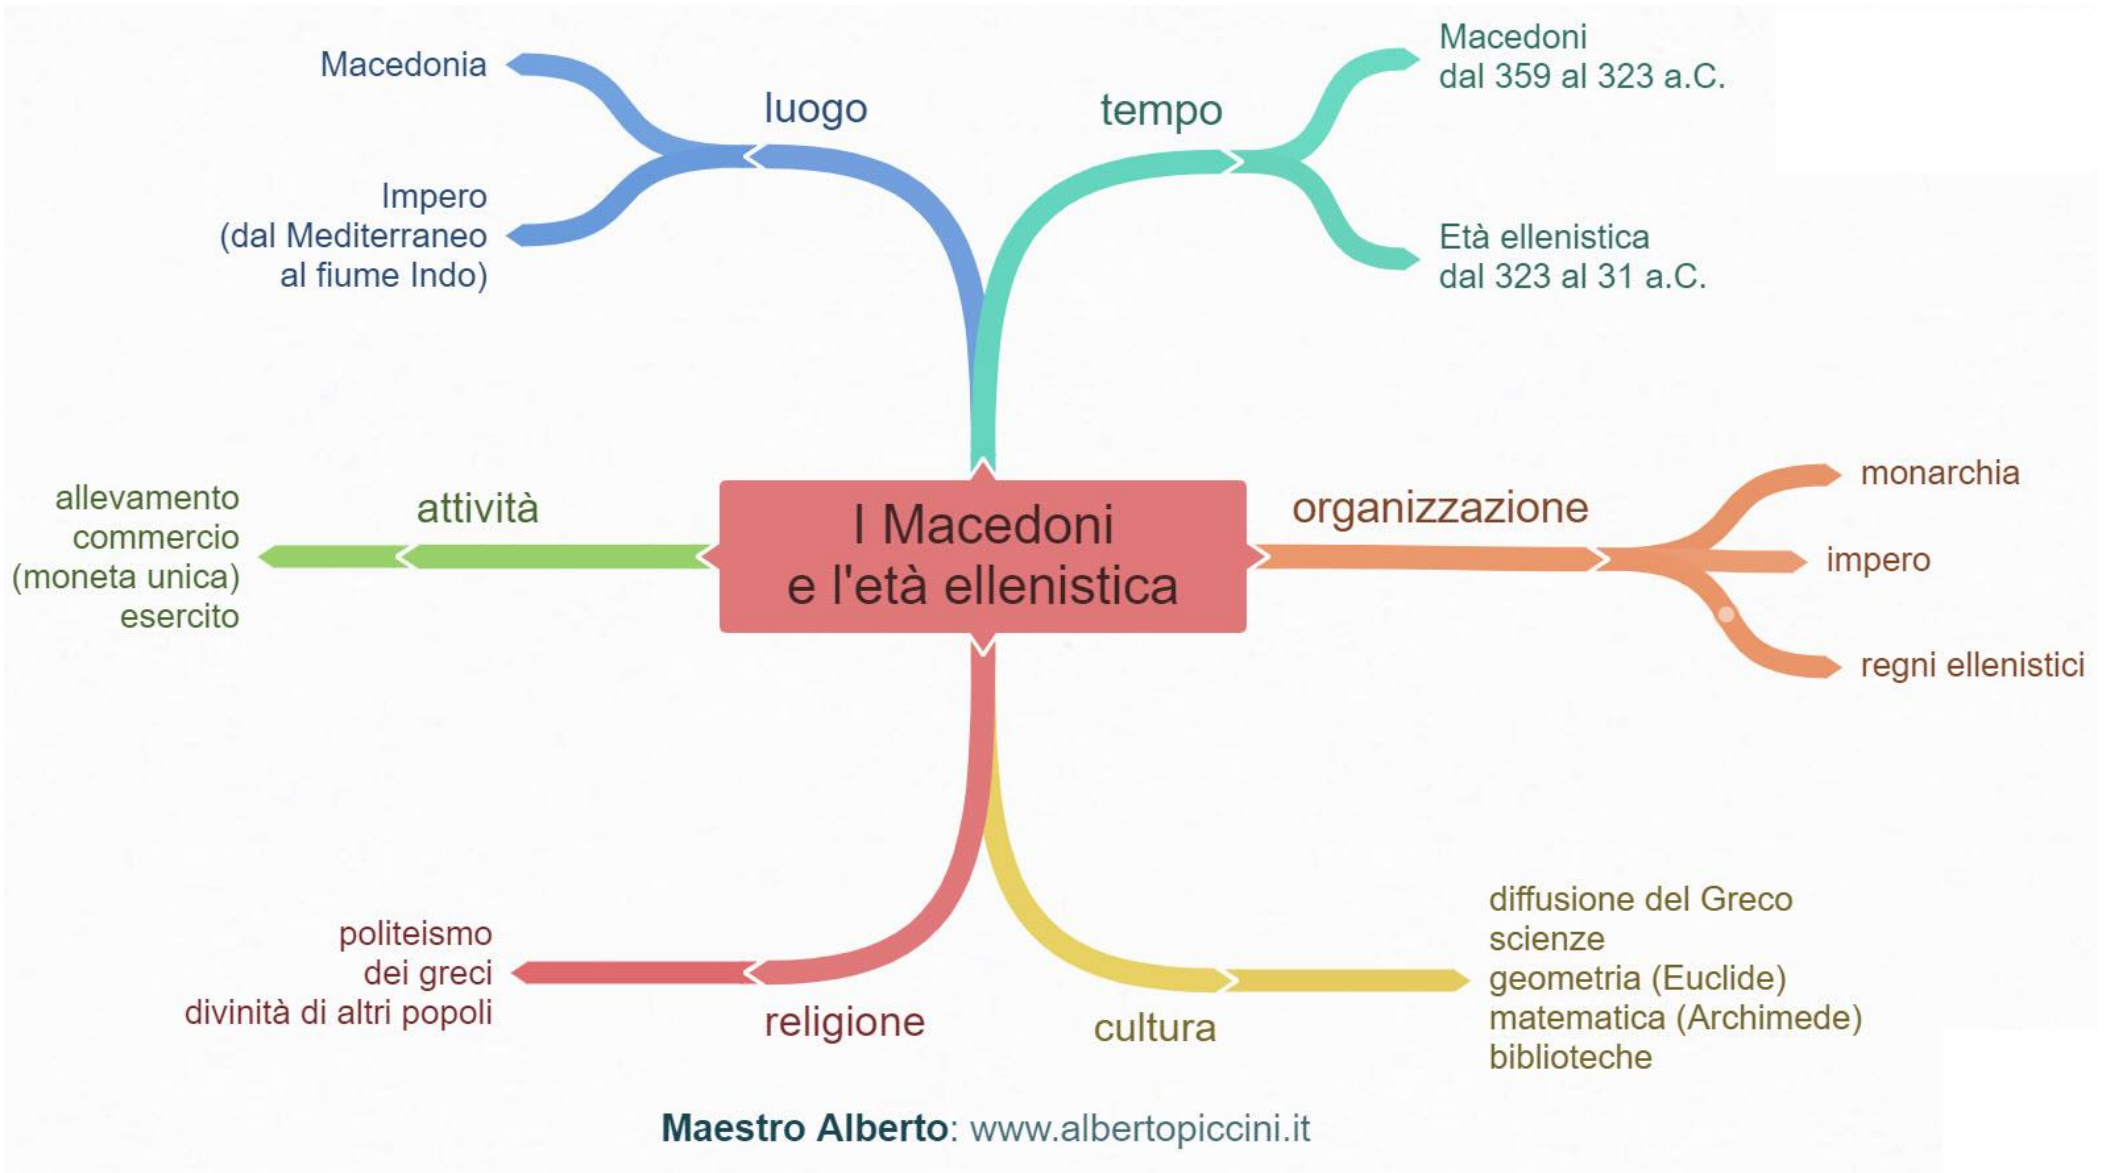 I Macedoni
e l'età ellenistica
luogo
Macedonia
Impero
(dal Mediterraneo
al fiume Indo)
tempo
Macedoni
dal 359 al 323 a.C.
Età ellenistica
dal 323 al 31 a.C.
attività
allevamento
commercio
(moneta unica)
esercito
organizzazione
monarchia
impero
regni ellenistici
religione
politeismo
dei greci
divinità di altri popoli
cultura
diffusione del Greco
scienze
geometria (Euclide)
matematica (Archimede)
biblioteche
Maestro Alberto: www.albertopiccini.it